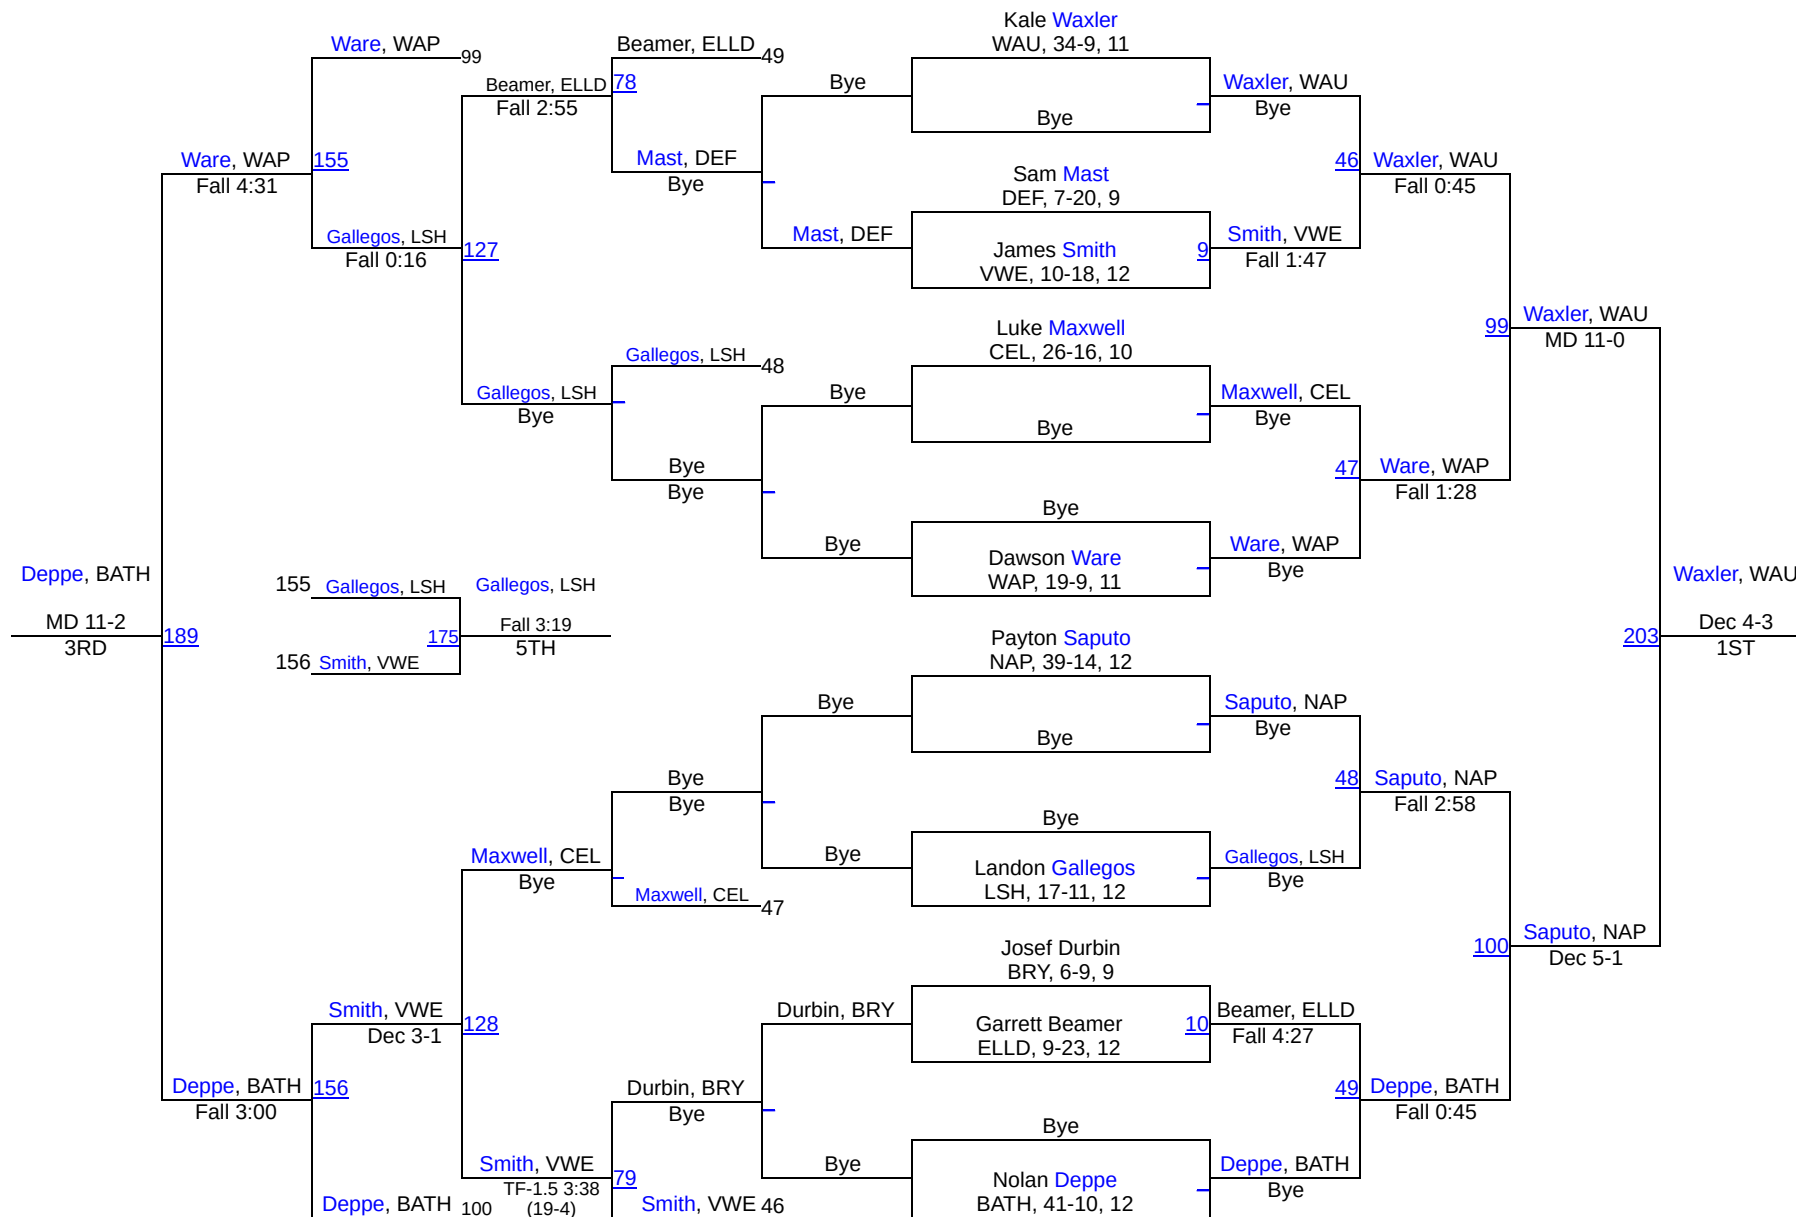 Kale Waxler
WAU, 34-9, 11
Ware, WAP
99
Beamer, ELLD
49
Beamer, ELLD
78
Fall 2:55
Bye
Waxler, WAU
Bye
Bye
Mast, DEF
Bye
Ware, WAP
155
Fall 4:31
Sam Mast
DEF, 7-20, 9
46
Waxler, WAU
Fall 0:45
Gallegos, LSH
Fall 0:16
127
Mast, DEF
James Smith
VWE, 10-18, 12
9
Smith, VWE
Fall 1:47
Luke Maxwell
CEL, 26-16, 10
99
Waxler, WAU
MD 11-0
Gallegos, LSH
48
Gallegos, LSH
Bye
Bye
Maxwell, CEL
Bye
Bye
Bye
Bye
47
Ware, WAP
Fall 1:28
Bye
Bye
Dawson Ware
WAP, 19-9, 11
Ware, WAP
Bye
Deppe, BATH
MD 11-2
3RD
189
155
Gallegos, LSH
Gallegos, LSH
175
Fall 3:19
5TH
156
Smith, VWE
Waxler, WAU
203
Dec 4-3
1ST
Payton Saputo
NAP, 39-14, 12
Bye
Bye
Saputo, NAP
Bye
Bye
Bye
48
Saputo, NAP
Fall 2:58
Bye
Maxwell, CEL
Bye
Bye
Landon Gallegos
LSH, 17-11, 12
Gallegos, LSH
Bye
Maxwell, CEL
47
Josef Durbin
BRY, 6-9, 9
100
Saputo, NAP
Dec 5-1
Smith, VWE
Dec 3-1
128
Durbin, BRY
Garrett Beamer
ELLD, 9-23, 12
10
Beamer, ELLD
Fall 4:27
Deppe, BATH
Fall 3:00
156
Durbin, BRY
Bye
49
Deppe, BATH
Fall 0:45
Bye
Smith, VWE
TF-1.5 3:38
(19-4)
79
Bye
Nolan Deppe
BATH, 41-10, 12
Deppe, BATH
Bye
Deppe, BATH
100
Smith, VWE
46